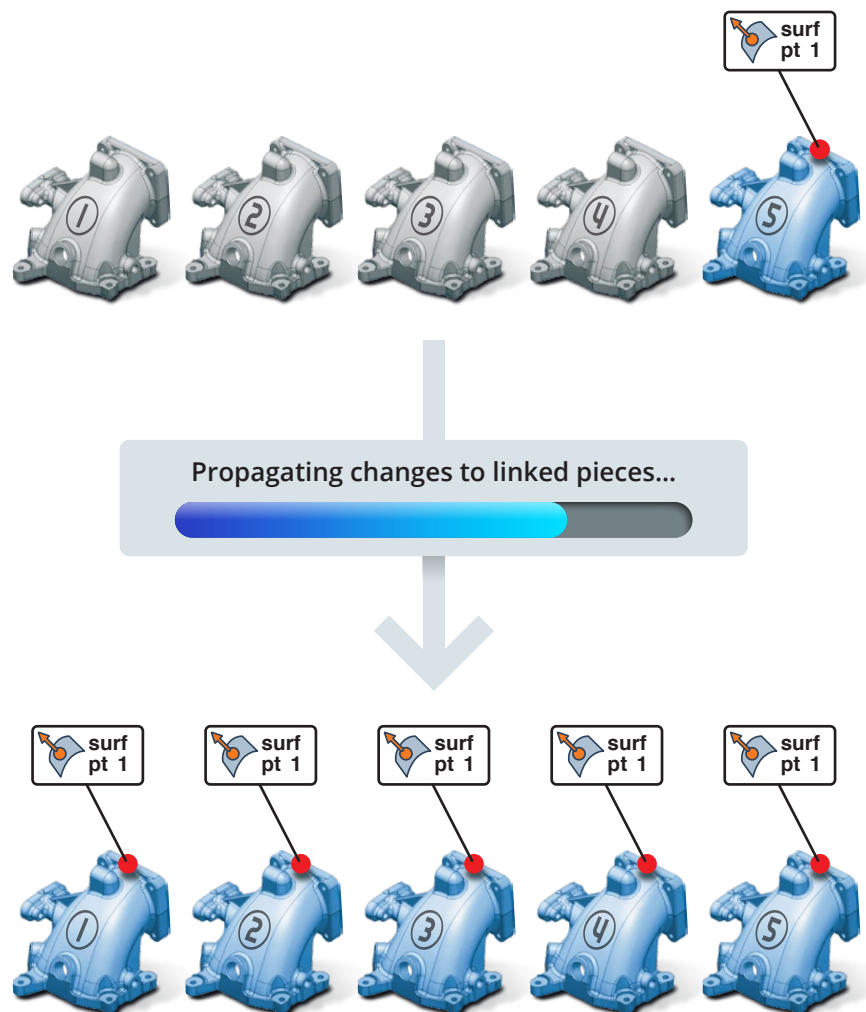 surf
pt 1
1 2 3 4 5
Propagating changes to linked pieces...
surf
pt 1
surf
pt 1
surf
pt 1
surf
pt 1
surf
pt 1
1 2 3 4 5